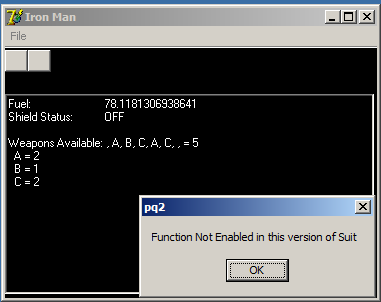 Iron Man
File
Fuel: 78.1181306938641
Shield Status: OFF
Weapons Available: , A, B, C, A, C, , = 5
A = 2
B = 1
C = 2
pq2
Function Not Enabled in this version of Suit
OK